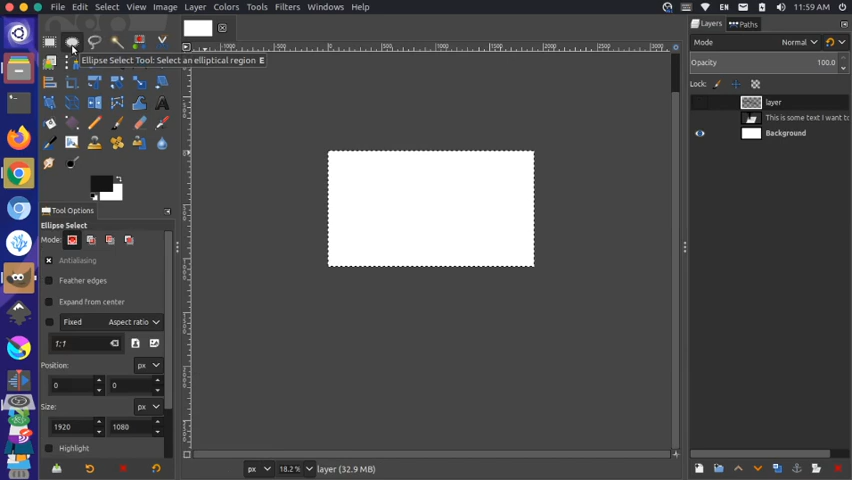 File Edit Select View Image Layer Colors Tools Filters Windows Help
11:59 AM
Layers Paths
Mode Normal
Ellipse Select Tool: Select an elliptical region E
Opacity 100.0
Lock:
layer
This is some text I want to
Background
Tool Options
Ellipse Select
Mode:
Antialiasing
Feather edges
Expand from center
Fixed Aspect ratio
1:1
Position: px
0 0
Size: px
1920 1080
Highlight
px 18.2% layer (32.9 MB)